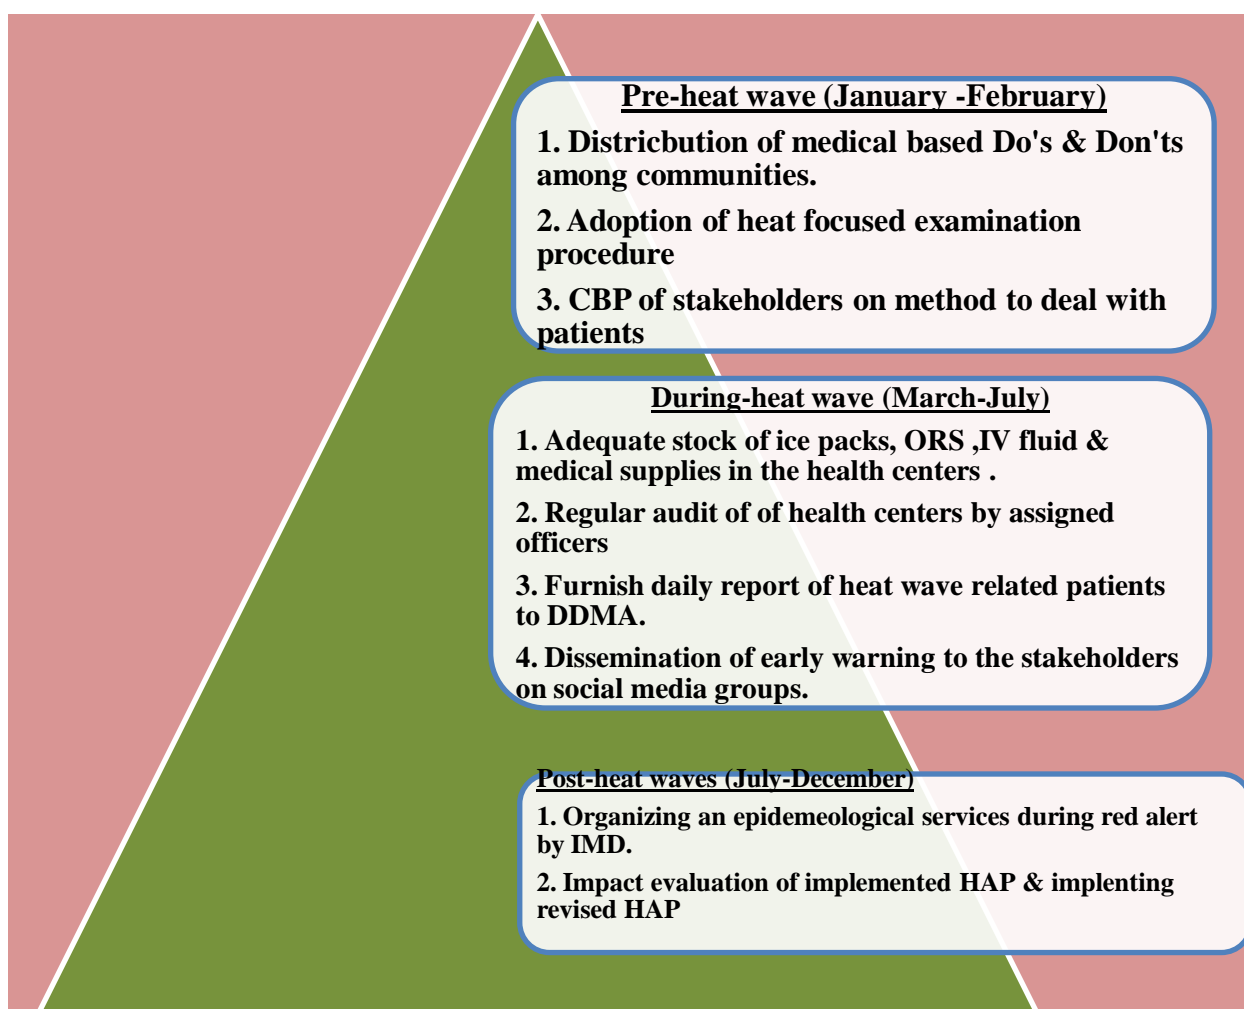 Pre-heat wave (January -February)
1. Districbution of medical based Do's & Don'ts
among communities.
2. Adoption of heat focused examination
procedure
3. CBP of stakeholders on method to deal with
patients
During-heat wave (March-July)
1. Adequate stock of ice packs, ORS ,IV fluid &
medical supplies in the health centers .
2. Regular audit of of health centers by assigned
officers
3. Furnish daily report of heat wave related patients
to DDMA.
4. Dissemination of early warning to the stakeholders
on social media groups.
Post-heat waves (July-December)
1. Organizing an epidemeological services during red alert
by IMD.
2. Impact evaluation of implemented HAP & implenting
revised HAP